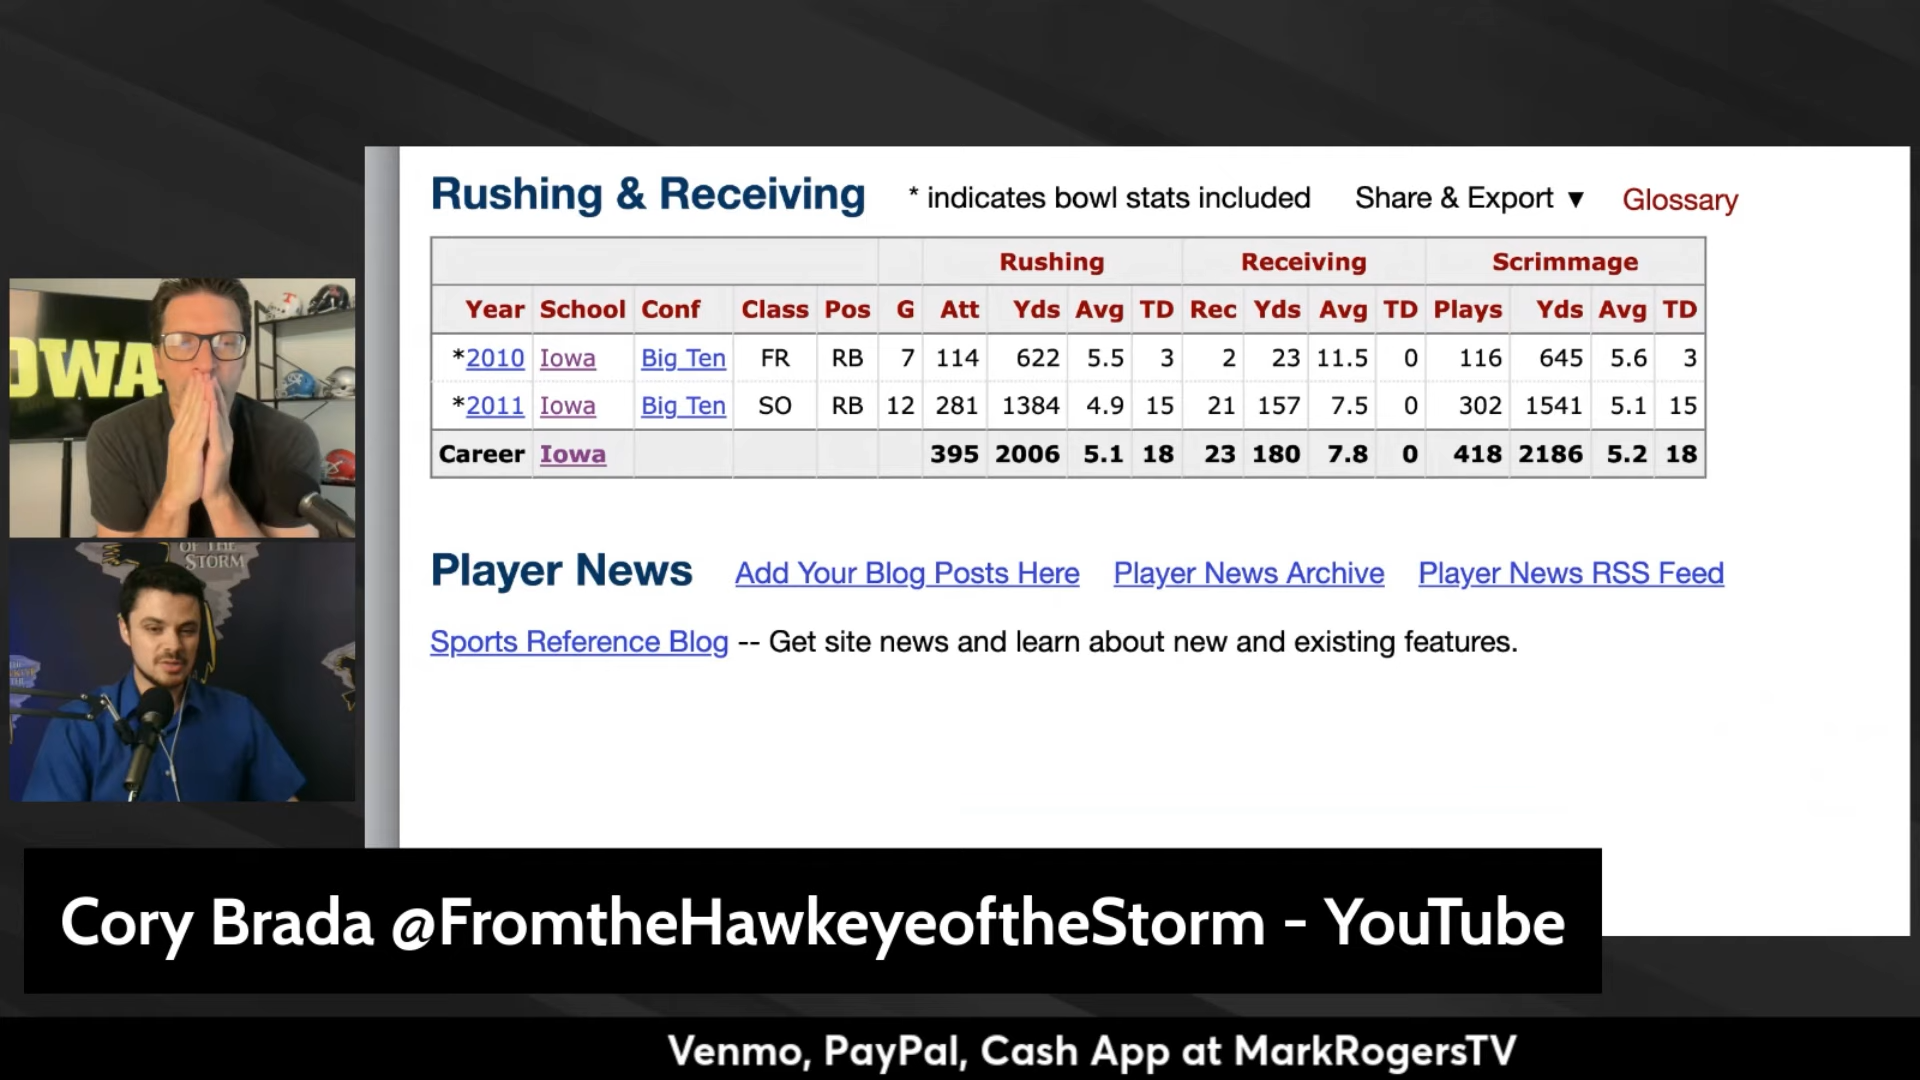 Rushing & Receiving * indicates bowl stats included Share & Export ▼ Glossary
Rushing Receiving Scrimmage
Year School Conf Class Pos G Att Yds Avg TD Rec Yds Avg TD Plays Yds Avg TD
*2010 Iowa Big Ten FR RB 7 114 622 5.5 3 2 23 11.5 0 116 645 5.6 3
*2011 Iowa Big Ten SO RB 12 281 1384 4.9 15 21 157 7.5 0 302 1541 5.1 15
Career Iowa 395 2006 5.1 18 23 180 7.8 0 418 2186 5.2 18
OWA
OF THE
STORM
Player News Add Your Blog Posts Here Player News Archive Player News RSS Feed
Sports Reference Blog -- Get site news and learn about new and existing features.
Cory Brada @FromtheHawkeyeoftheStorm - YouTube
Venmo, PayPal, Cash App at MarkRogersTV